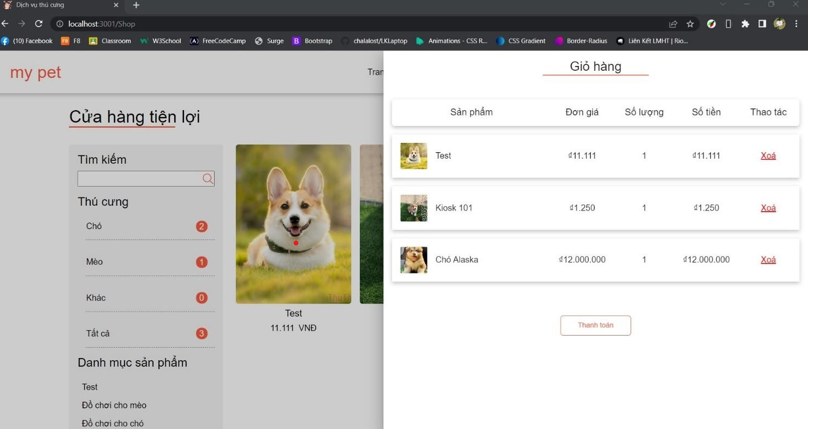 Dịch vụ thú cưng
localhost:3001/Shop
(10) Facebook F8 Classroom W3School FreeCodeCamp Surge Bootstrap chalalost/LKLaptop Animations - CSS R... CSS Gradient Border-Radius Liên Kết LMHT | Rio...
my pet
Tran
Giỏ hàng
Cửa hàng tiện lợi
Sản phẩm Đơn giá Số lượng Số tiền Thao tác
Tìm kiếm
Test ₫11.111 1 ₫11.111 Xoá
Thú cưng
Chó 2
Kiosk 101 ₫1.250 1 ₫1.250 Xoá
Mèo 1
Chó Alaska ₫12.000.000 1 ₫12.000.000 Xoá
Khác 0
Tất cả 3
Test
11.111 VNĐ
Thanh toán
Danh mục sản phẩm
Test
Đồ chơi cho mèo
Đồ chơi cho chó